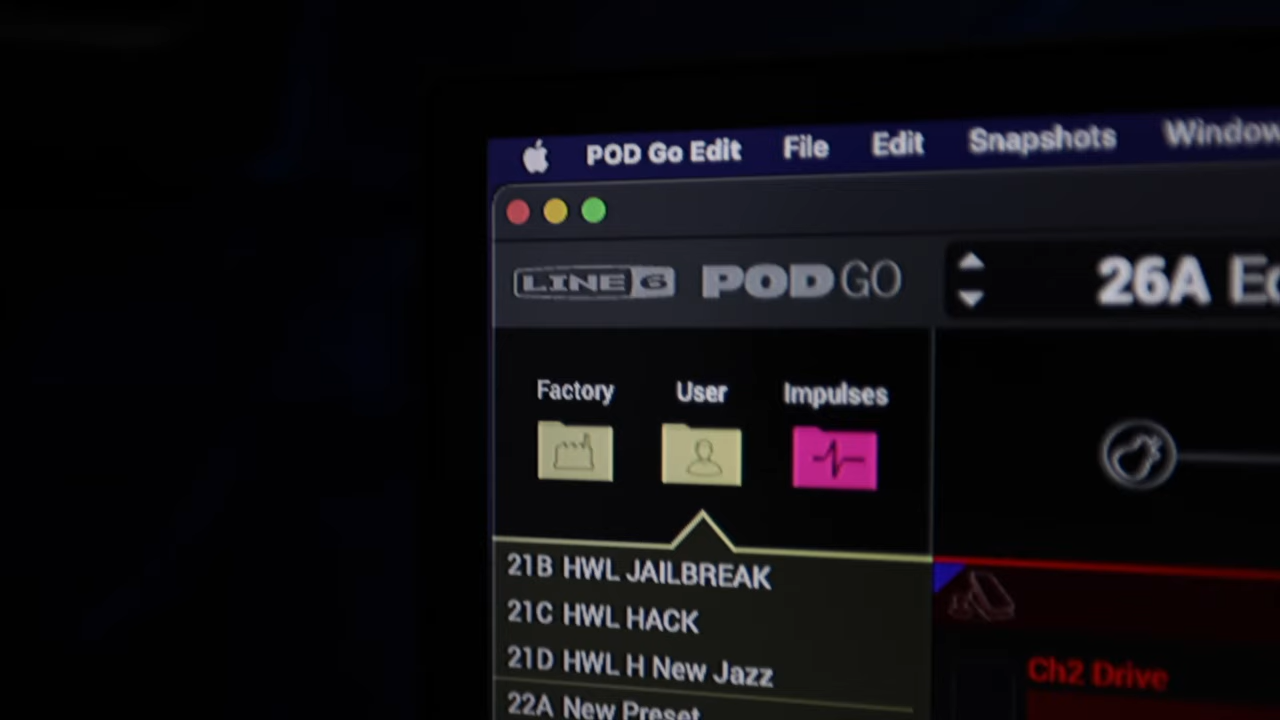 POD Go Edit File Edit Snapshots Window
LINE 6 POD GO
26A
Factory User Impulses
21B HWL JAILBREAK
21C HWL HACK
21D HWL H New Jazz
22A New Preset
Ch2 Drive